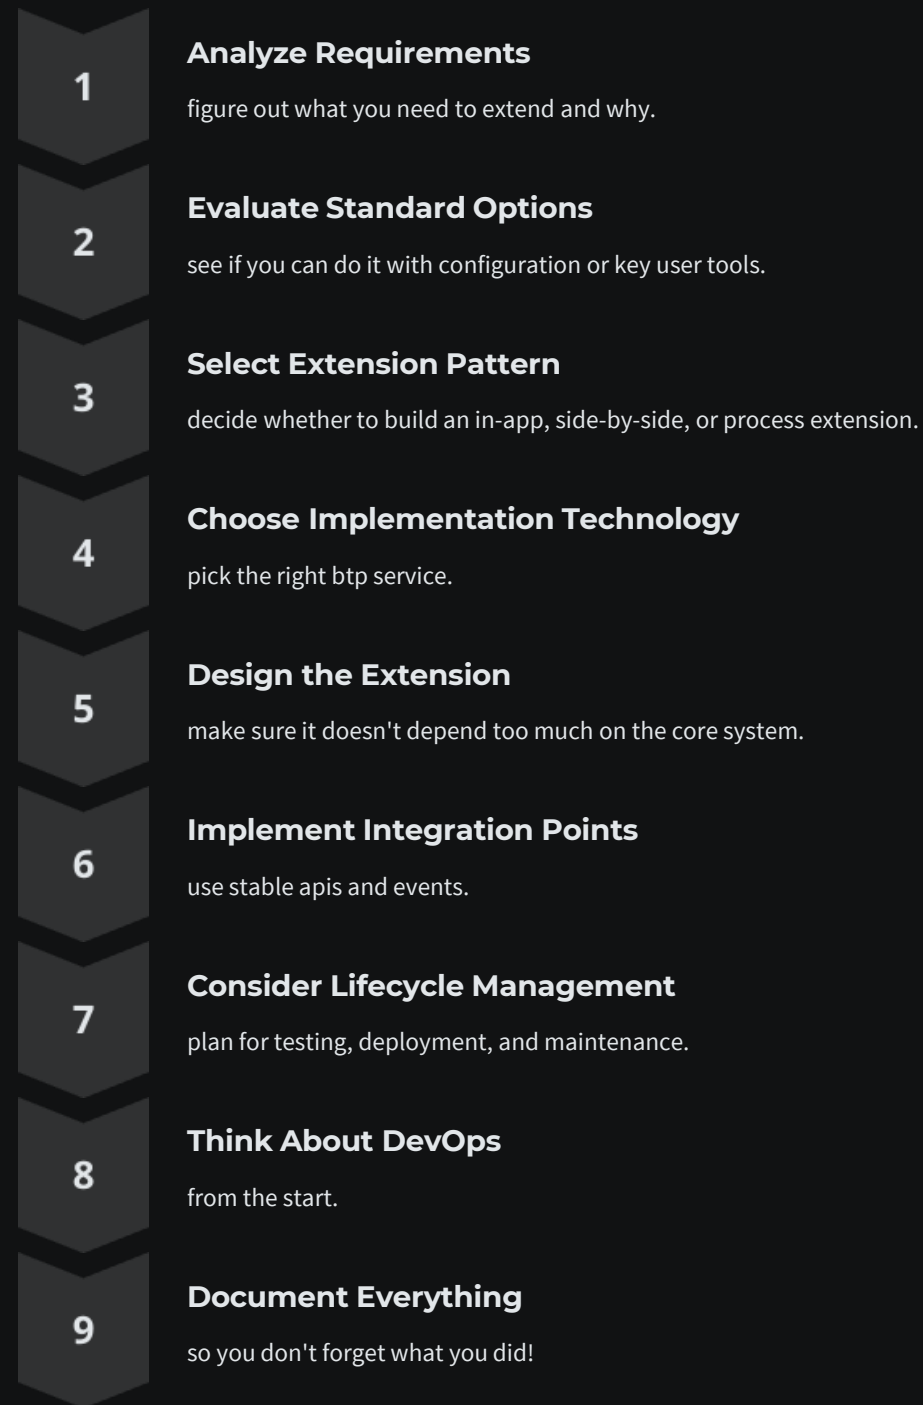 1
Analyze Requirements
figure out what you need to extend and why.
2
Evaluate Standard Options
see if you can do it with configuration or key user tools.
3
Select Extension Pattern
decide whether to build an in-app, side-by-side, or process extension.
4
Choose Implementation Technology
pick the right btp service.
5
Design the Extension
make sure it doesn't depend too much on the core system.
6
Implement Integration Points
use stable apis and events.
7
Consider Lifecycle Management
plan for testing, deployment, and maintenance.
8
Think About DevOps
from the start.
9
Document Everything
so you don't forget what you did!